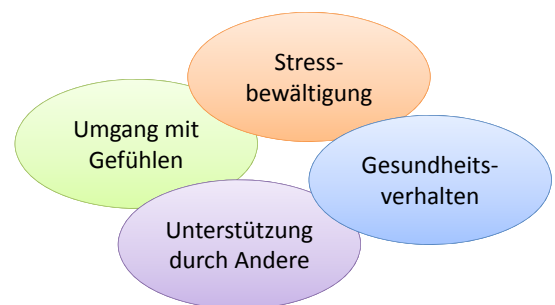 Stress-
bewältigung
Umgang mit
Gefühlen
Gesundheits-
verhalten
Unterstützung
durch Andere